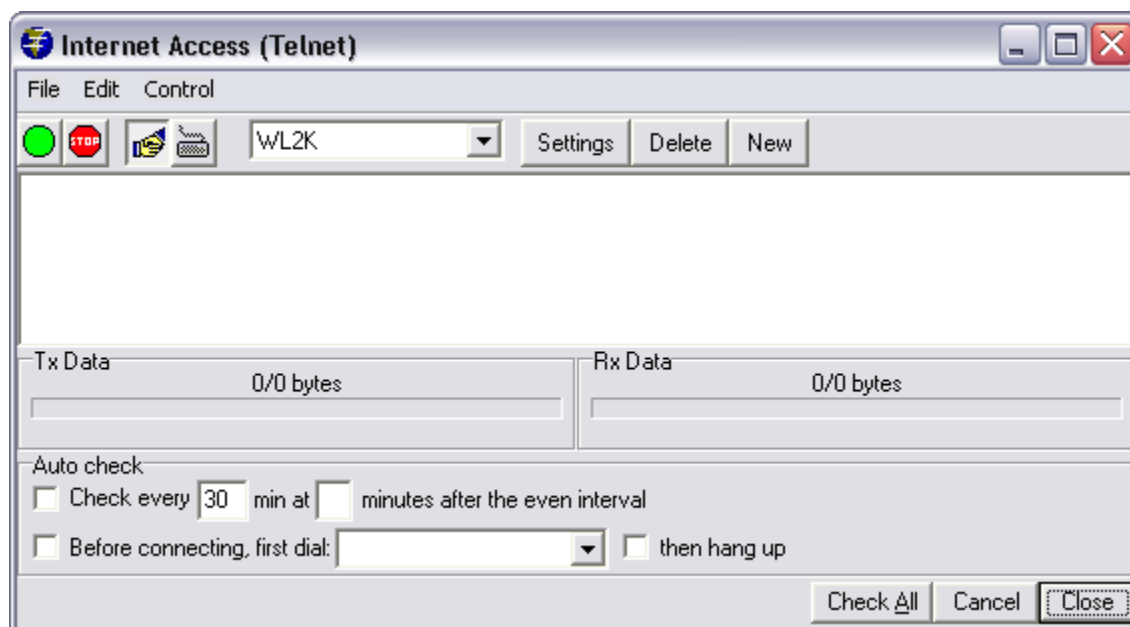 Internet Access (Telnet)
File Edit Control
STOP WL2K Settings Delete New
Tx Data Rx Data
0/0 bytes 0/0 bytes
Auto check
Check every 30 min at minutes after the even interval
Before connecting, first dial: then hang up
Check All Cancel Close